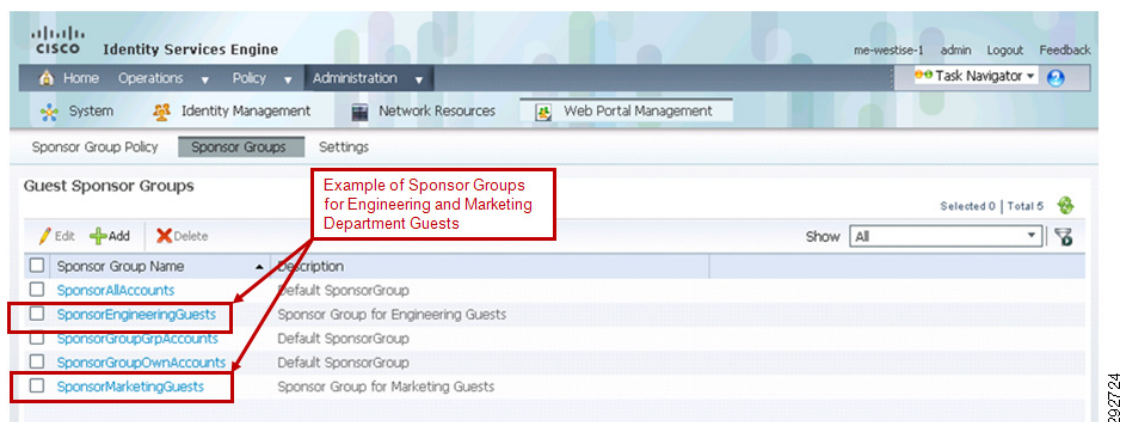 CISCO Identity Services Engine
me-westise-1 admin Logout Feedback
Home Operations Policy Administration
Task Navigator
System Identity Management Network Resources Web Portal Management
Sponsor Group Policy Sponsor Groups Settings
Guest Sponsor Groups
Example of Sponsor Groups
for Engineering and Marketing
Department Guests
Selected 0 | Total 5
Edit Add Delete
Show All
Sponsor Group Name Description
SponsorAllAccounts Default SponsorGroup
SponsorEngineeringGuests Sponsor Group for Engineering Guests
SponsorGroupGrpAccounts Default SponsorGroup
SponsorGroupOwnAccounts Default SponsorGroup
SponsorMarketingGuests Sponsor Group for Marketing Guests
292724